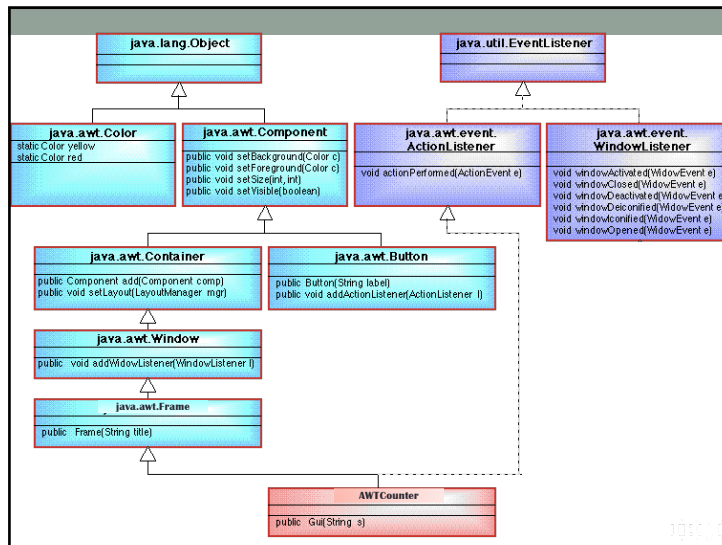 java.lang.Object
java.util.EventListener
java.awt.Color
static Color yellow
static Color red
java.awt.Component
public void setBackground(Color c)
public void setForeground(Color c)
public void setSize(int, int)
public void setVisible(boolean)
java.awt.event.
ActionListener
void actionPerformed(ActionEvent e)
java.awt.event.
WindowListener
void windowActivated(WidowEvent e)
void windowClosed(WidowEvent e)
void windowDeactivated(WidowEvent e
void windowDeiconified(WidowEvent e)
void windowIconified(WidowEvent e)
void windowOpened(WidowEvent e)
java.awt.Container
public Component add(Component comp)
public void setLayout(LayoutManager mgr)
java.awt.Button
public Button(String label)
public void addActionListener(ActionListener l)
java.awt.Window
public void addWidowListener(WindowListener l)
java.awt.Frame
public Frame(String title)
AWTCounter
public Gui(String s)